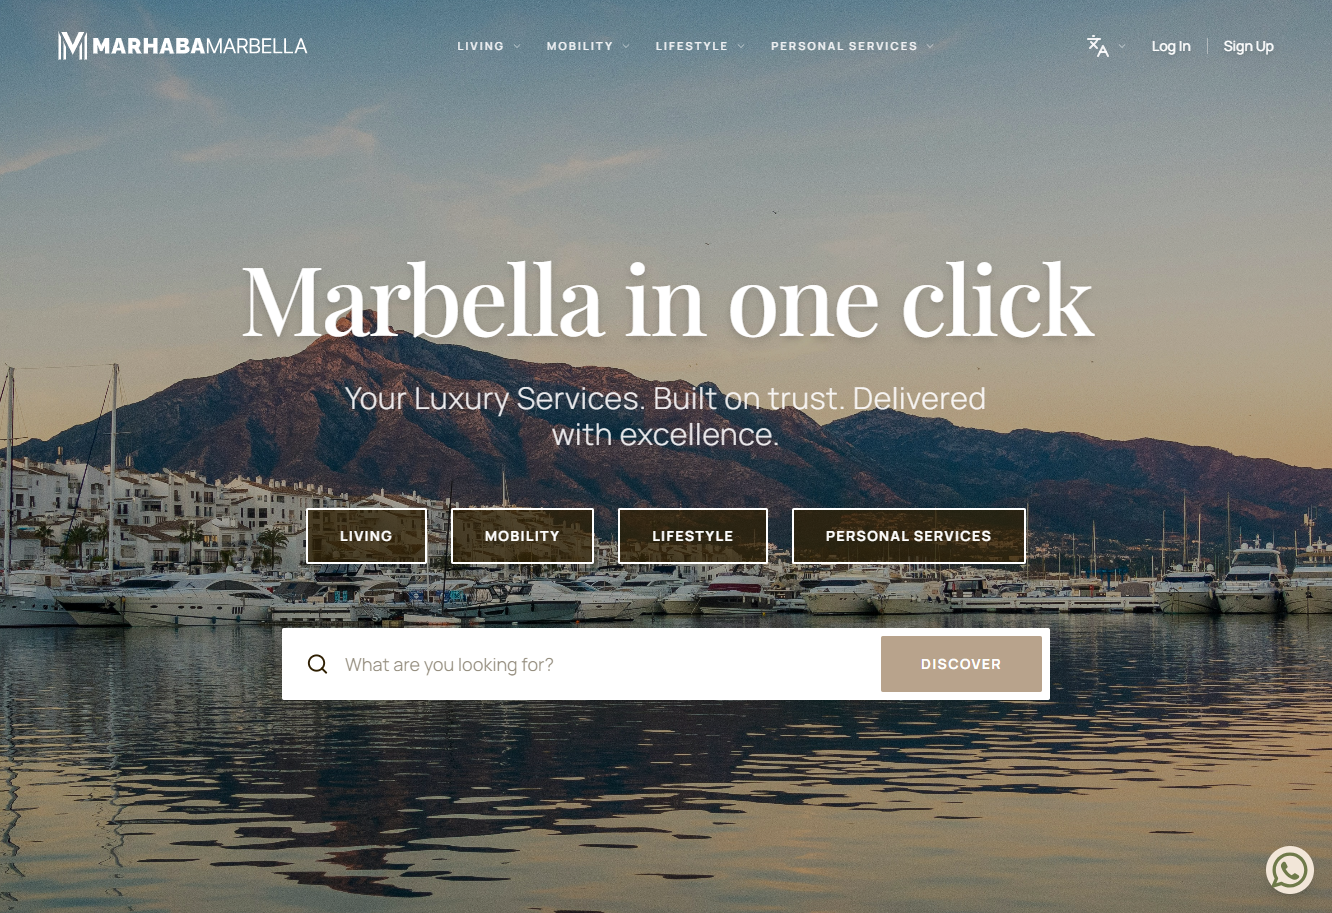 MARHABAMARBELLA
LIVING
MOBILITY
LIFESTYLE
PERSONAL SERVICES
Log In
Sign Up
Marbella in one click
Your Luxury Services. Built on trust. Delivered
with excellence.
LIVING
MOBILITY
LIFESTYLE
PERSONAL SERVICES
What are you looking for?
DISCOVER